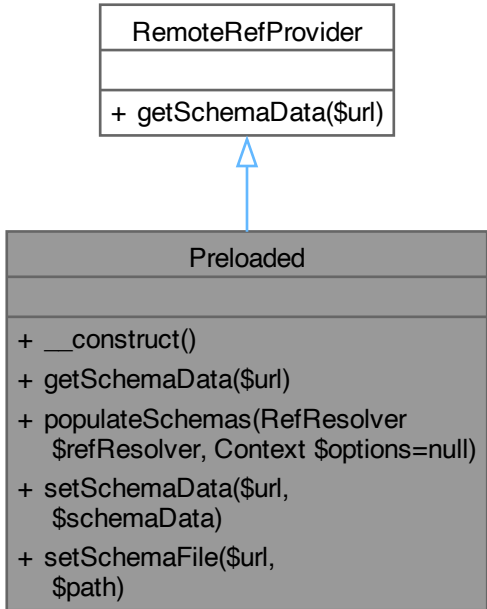 RemoteRefProvider
+ getSchemaData($url)
Preloaded
+ __construct()
+ getSchemaData($url)
+ populateSchemas(RefResolver
$refResolver, Context $options=null)
+ setSchemaData($url,
$schemaData)
+ setSchemaFile($url,
$path)